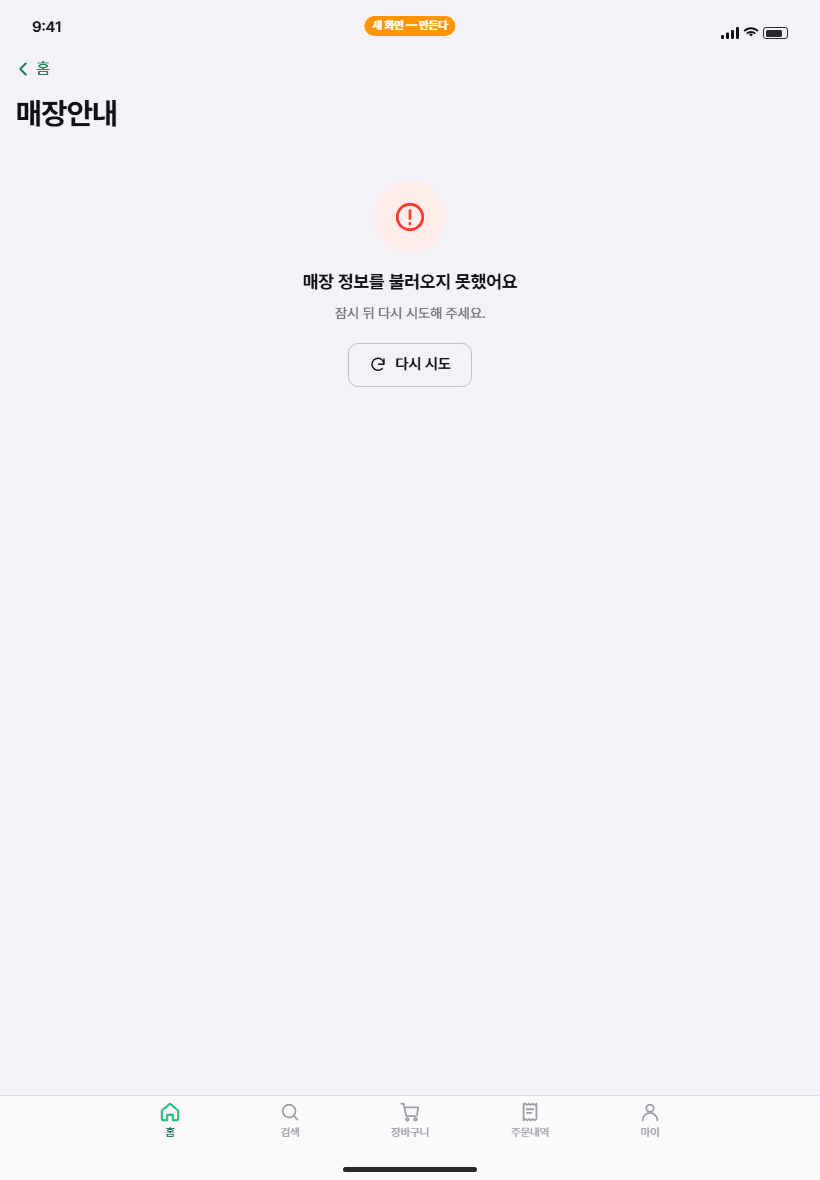 9:41
새 화면 — 만든다
홈
매장안내
매장 정보를 불러오지 못했어요
잠시 뒤 다시 시도해 주세요.
다시 시도
홈
검색
장바구니
주문내역
마이